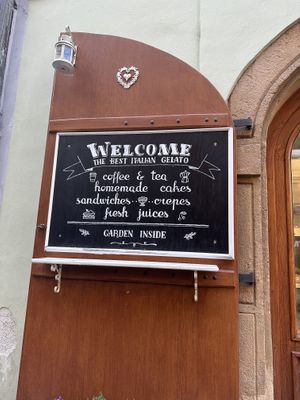 WELCOME
THE BEST ITALIAN GELATO
coffee & tea
homemade cakes
sandwiches crepes
fresh juices
GARDEN INSIDE